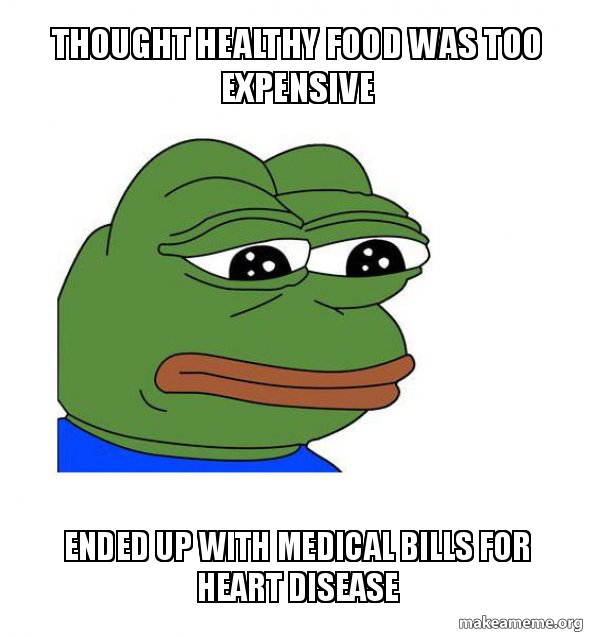 THOUGHT HEALTHY FOOD WAS TOO
EXPENSIVE
ENDED UP WITH MEDICAL BILLS FOR
HEART DISEASE
makeameme.org